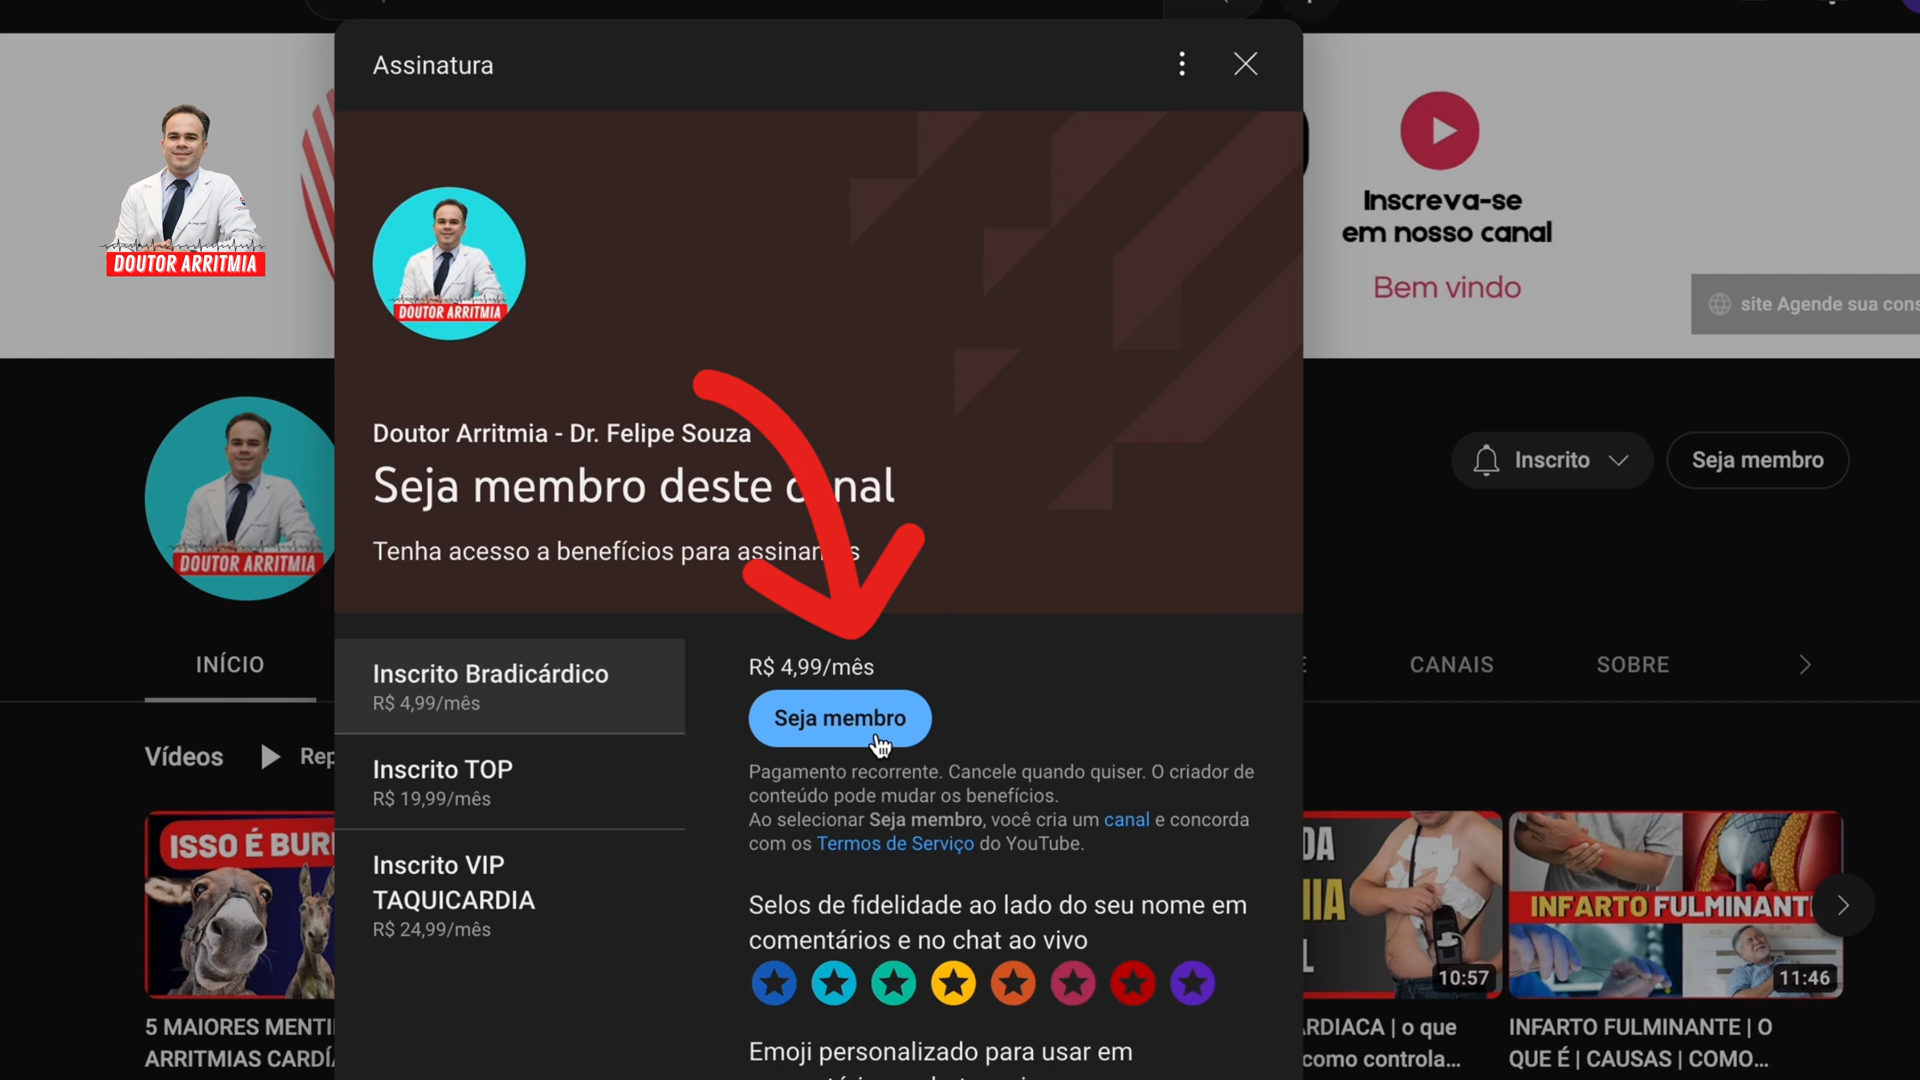 Assinatura
DOUTOR ARRITMIA
Inscreva-se
em nosso canal
Bem vindo
site Agende sua cons
DOUTOR ARRITMIA
Doutor Arritmia - Dr. Felipe Souza
Seja membro deste c nal
Tenha acesso a benefícios para assinan s
Inscrito
Seja membro
DOUTOR ARRITMIA
INÍCIO
CANAIS
SOBRE
Inscrito Bradicárdico
R$ 4,99/mês
Inscrito TOP
R$ 19,99/mês
Inscrito VIP
TAQUICARDIA
R$ 24,99/mês
R$ 4,99/mês
Seja membro
Pagamento recorrente. Cancele quando quiser. O criador de
conteúdo pode mudar os benefícios.
Ao selecionar Seja membro, você cria um canal e concorda
com os Termos de Serviço do YouTube.
Selos de fidelidade ao lado do seu nome em
comentários e no chat ao vivo
Emoji personalizado para usar em
Vídeos
Rep
ISSO É BURR
5 MAIORES MENTI
ARRITMIAS CARDÍA
DA
IIA
L
10:57
RDIACA | o que
como controla...
INFARTO FULMINANT
11:46
INFARTO FULMINANTE | O
QUE É | CAUSAS | COMO...